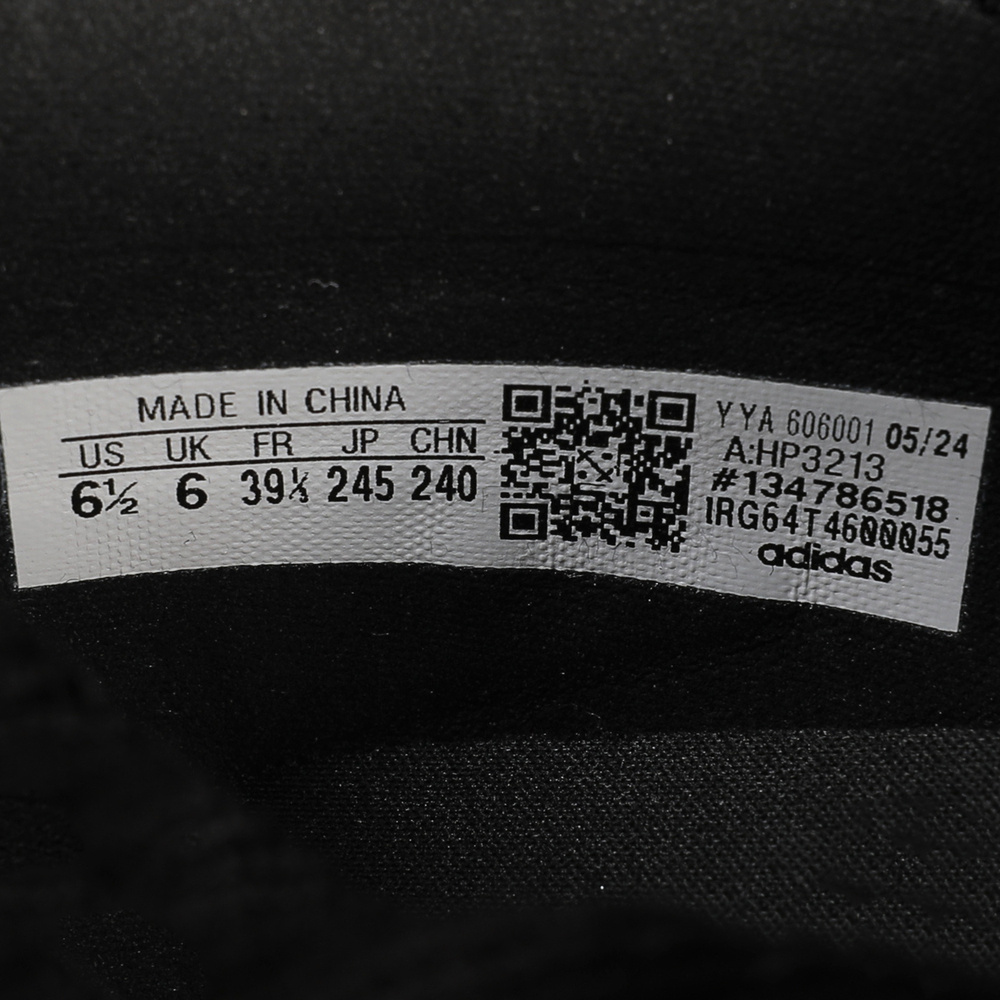 MADE IN CHINA
US UK FR JP CHN
6½ 6 39⅓ 245 240
YYA 606001 05/24
A:HP3213
#134786518
IRG64T4600055
adidas